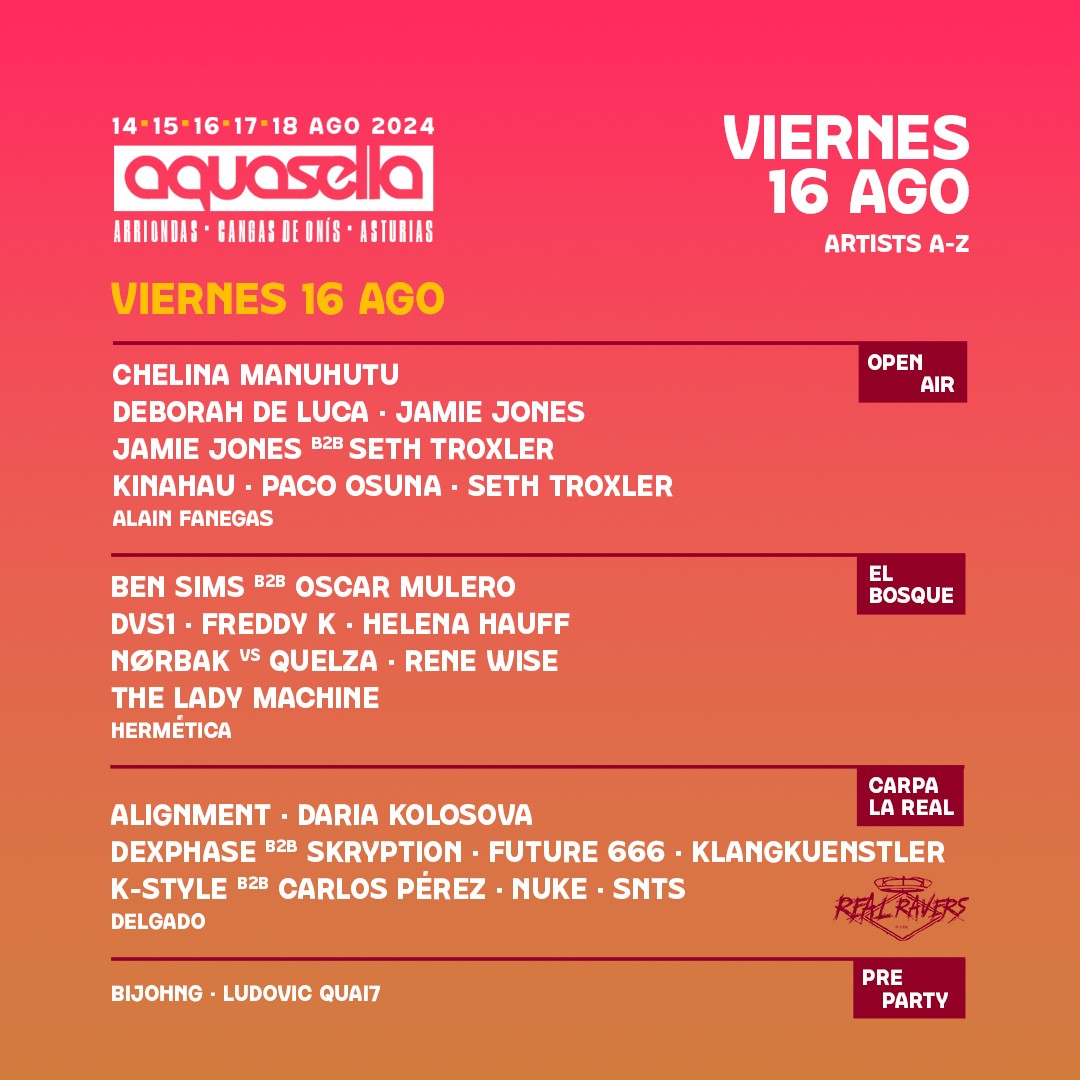 14·15·16·17·18 AGO 2024
aquasella
ARRIONDAS · CANGAS DE ONÍS · ASTURIAS
VIERNES
16 AGO
ARTISTS A-Z
VIERNES 16 AGO
OPEN
AIR
CHELINA MANUHUTU
DEBORAH DE LUCA · JAMIE JONES
JAMIE JONES B2B SETH TROXLER
KINAHAU · PACO OSUNA · SETH TROXLER
ALAIN FANEGAS
EL
BOSQUE
BEN SIMS B2B OSCAR MULERO
DVS1 · FREDDY K · HELENA HAUFF
NØRBAK VS QUELZA · RENE WISE
THE LADY MACHINE
HERMÉTICA
CARPA
LA REAL
ALIGNMENT · DARIA KOLOSOVA
DEXPHASE B2B SKRYPTION · FUTURE 666 · KLANGKUENSTLER
K-STYLE B2B CARLOS PÉREZ · NUKE · SNTS
DELGADO
REAL RAVERS
PRE
PARTY
BIJOHNG · LUDOVIC QUAI7